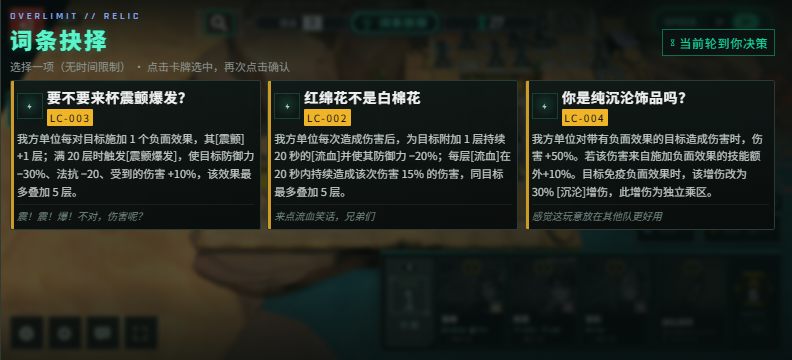 OVERLIMIT // RELIC
词条抉择
选择一项（无时间限制） · 点击卡牌选中，再次点击确认
当前轮到你决策
要不要来杯震颤爆发？
LC-003
我方单位每对目标施加 1 个负面效果，其[震颤]
+1 层；满 20 层时触发[震颤爆发]，使目标防御力
−30%、法抗 −20、受到的伤害 +10%，该效果最
多叠加 5 层。
震！震！爆！不对，伤害呢？
红绵花不是白棉花
LC-002
我方单位每次造成伤害后，为目标附加 1 层持续
20 秒的[流血]并使其防御力 −20%；每层[流血]在
20 秒内持续造成该次伤害 15% 的伤害，同目标
最多叠加 5 层。
来点流血笑话，兄弟们
你是纯沉沦饰品吗？
LC-004
我方单位对带有负面效果的目标造成伤害时，伤
害 +50%。若该伤害来自施加负面效果的技能额
外+10%。目标免疫负面效果时，该增伤改为
30% [沉沦]增伤，此增伤为独立乘区。
感觉这玩意放在其他队更好用